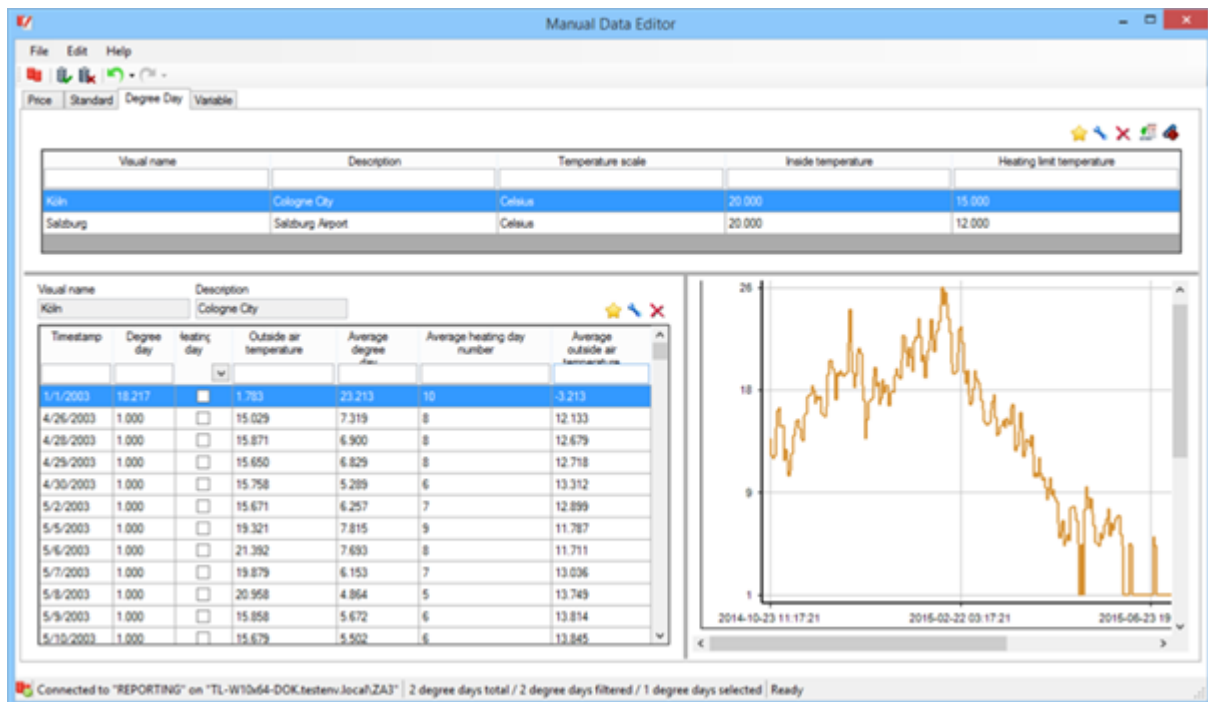 Manual Data Editor
File Edit Help
Price Standard Degree Day Variable
Visual name Description Temperature scale Inside temperature Heating limit temperature
Köln Cologne City Celsius 20.000 15.000
Salzburg Salzburg Airport Celsius 20.000 12.000
Visual name Description
Köln Cologne City
Timestamp Degree day Heating day Outside air temperature Average degree day Average heating day number Average outside air temperature
1/1/2003 18.217 1.783 23.213 10 -3.213
4/26/2003 1.000 15.029 7.319 8 12.133
4/28/2003 1.000 15.871 6.900 8 12.679
4/29/2003 1.000 15.650 6.829 8 12.718
4/30/2003 1.000 15.758 5.289 6 13.312
5/2/2003 1.000 15.671 6.257 7 12.899
5/5/2003 1.000 19.321 7.815 9 11.787
5/6/2003 1.000 21.392 7.693 8 11.711
5/7/2003 1.000 19.879 6.153 7 13.036
5/8/2003 1.000 20.958 4.864 5 13.749
5/9/2003 1.000 15.858 5.672 6 13.814
5/10/2003 1.000 15.679 5.502 6 13.845
26
18
9
1
2014-10-23 11:17:21 2015-02-22 03:17:21 2015-06-23 19
Connected to "REPORTING" on "TL-W10x64-DOK.testenv.local\ZA3" 2 degree days total / 2 degree days filtered / 1 degree days selected Ready